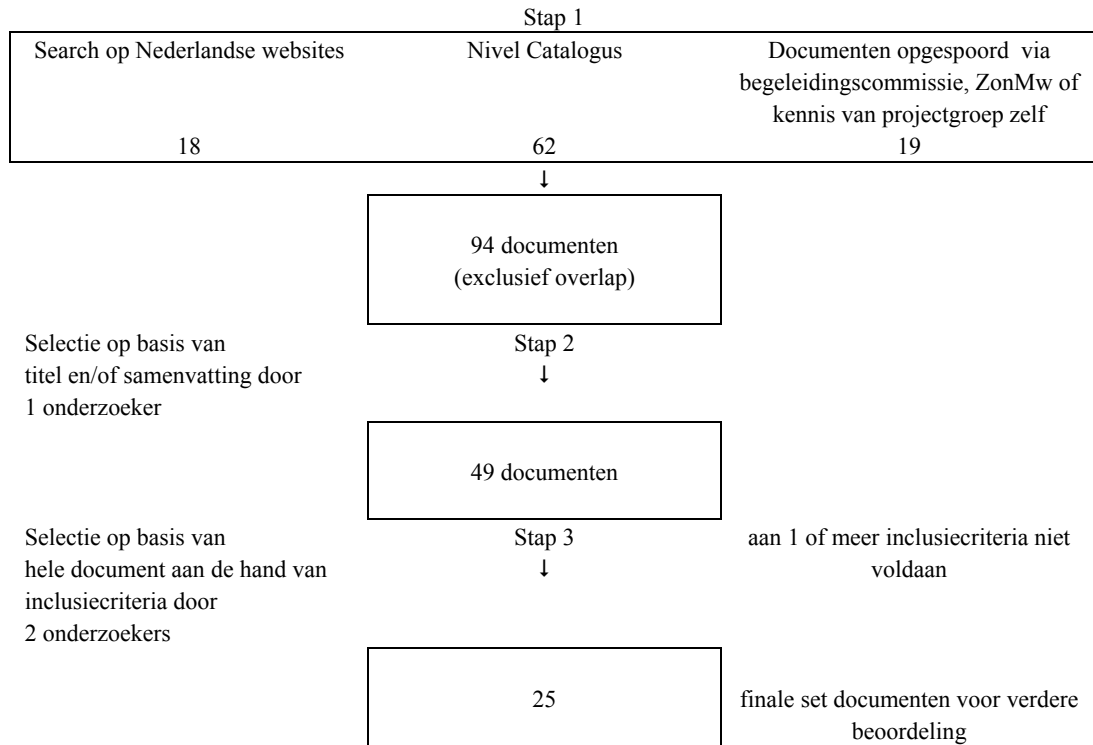 Stap 1
Search op Nederlandse websites
18
Nivel Catalogus
62
Documenten opgespoord via
begeleidingscommissie, ZonMw of
kennis van projectgroep zelf
19
↓
94 documenten
(exclusief overlap)
Selectie op basis van
titel en/of samenvatting door
1 onderzoeker
Stap 2
↓
49 documenten
Selectie op basis van
hele document aan de hand van
inclusiecriteria door
2 onderzoekers
Stap 3
↓
aan 1 of meer inclusiecriteria niet
voldaan
25
finale set documenten voor verdere
beoordeling